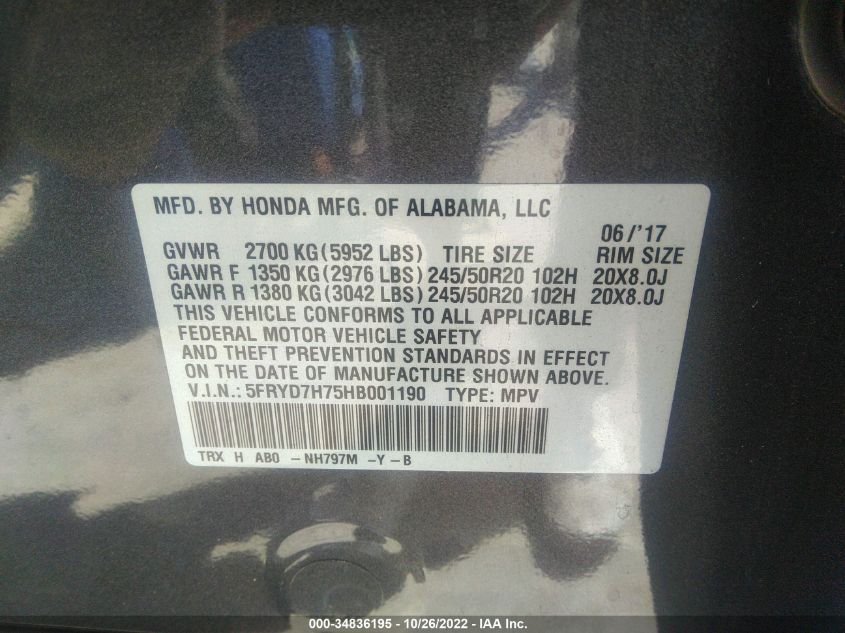 MFD. BY HONDA MFG. OF ALABAMA, LLC
06/'17
GVWR 2700 KG(5952 LBS) TIRE SIZE RIM SIZE
GAWR F 1350 KG(2976 LBS) 245/50R20 102H 20X8.0J
GAWR R 1380 KG(3042 LBS) 245/50R20 102H 20X8.0J
THIS VEHICLE CONFORMS TO ALL APPLICABLE
FEDERAL MOTOR VEHICLE SAFETY
AND THEFT PREVENTION STANDARDS IN EFFECT
ON THE DATE OF MANUFACTURE SHOWN ABOVE.
V.I.N.: 5FRYD7H75HB001190 TYPE: MPV
TRX H AB0 -NH797M -Y-B
000-34836195 - 10/26/2022 - IAA Inc.